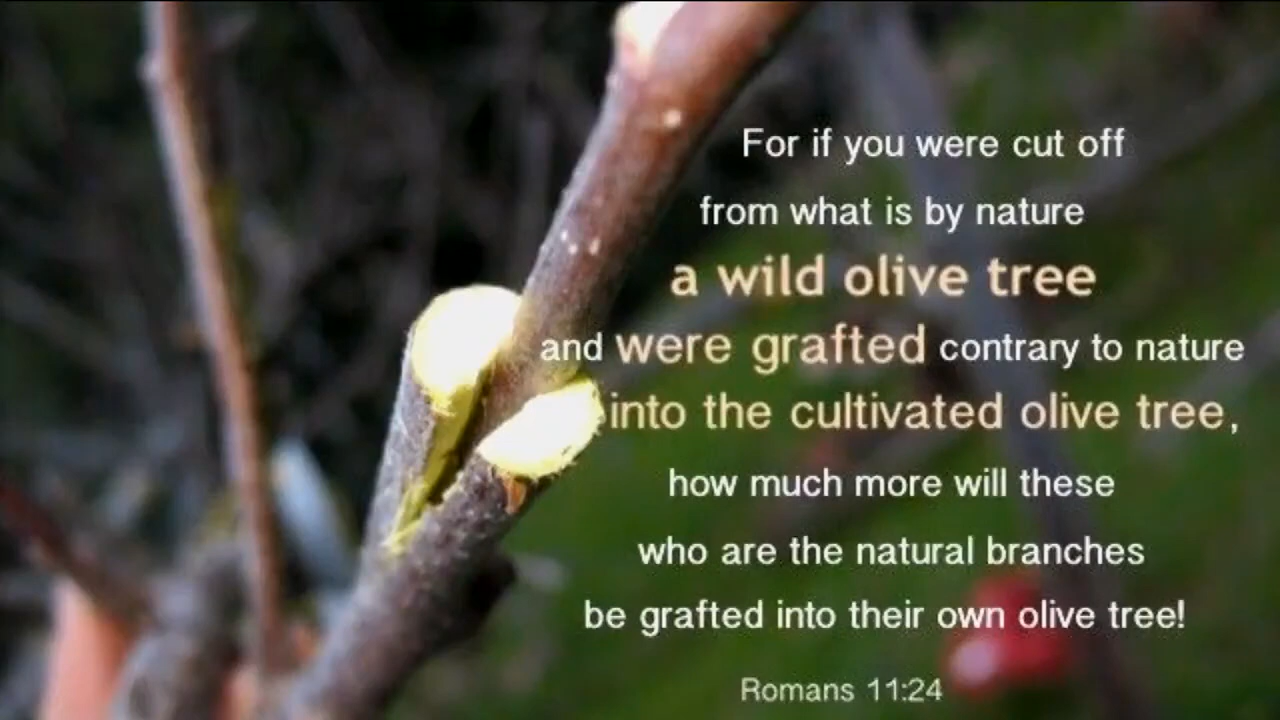 For if you were cut off
from what is by nature
a wild olive tree
and were grafted contrary to nature
into the cultivated olive tree,
how much more will these
who are the natural branches
be grafted into their own olive tree!
Romans 11:24